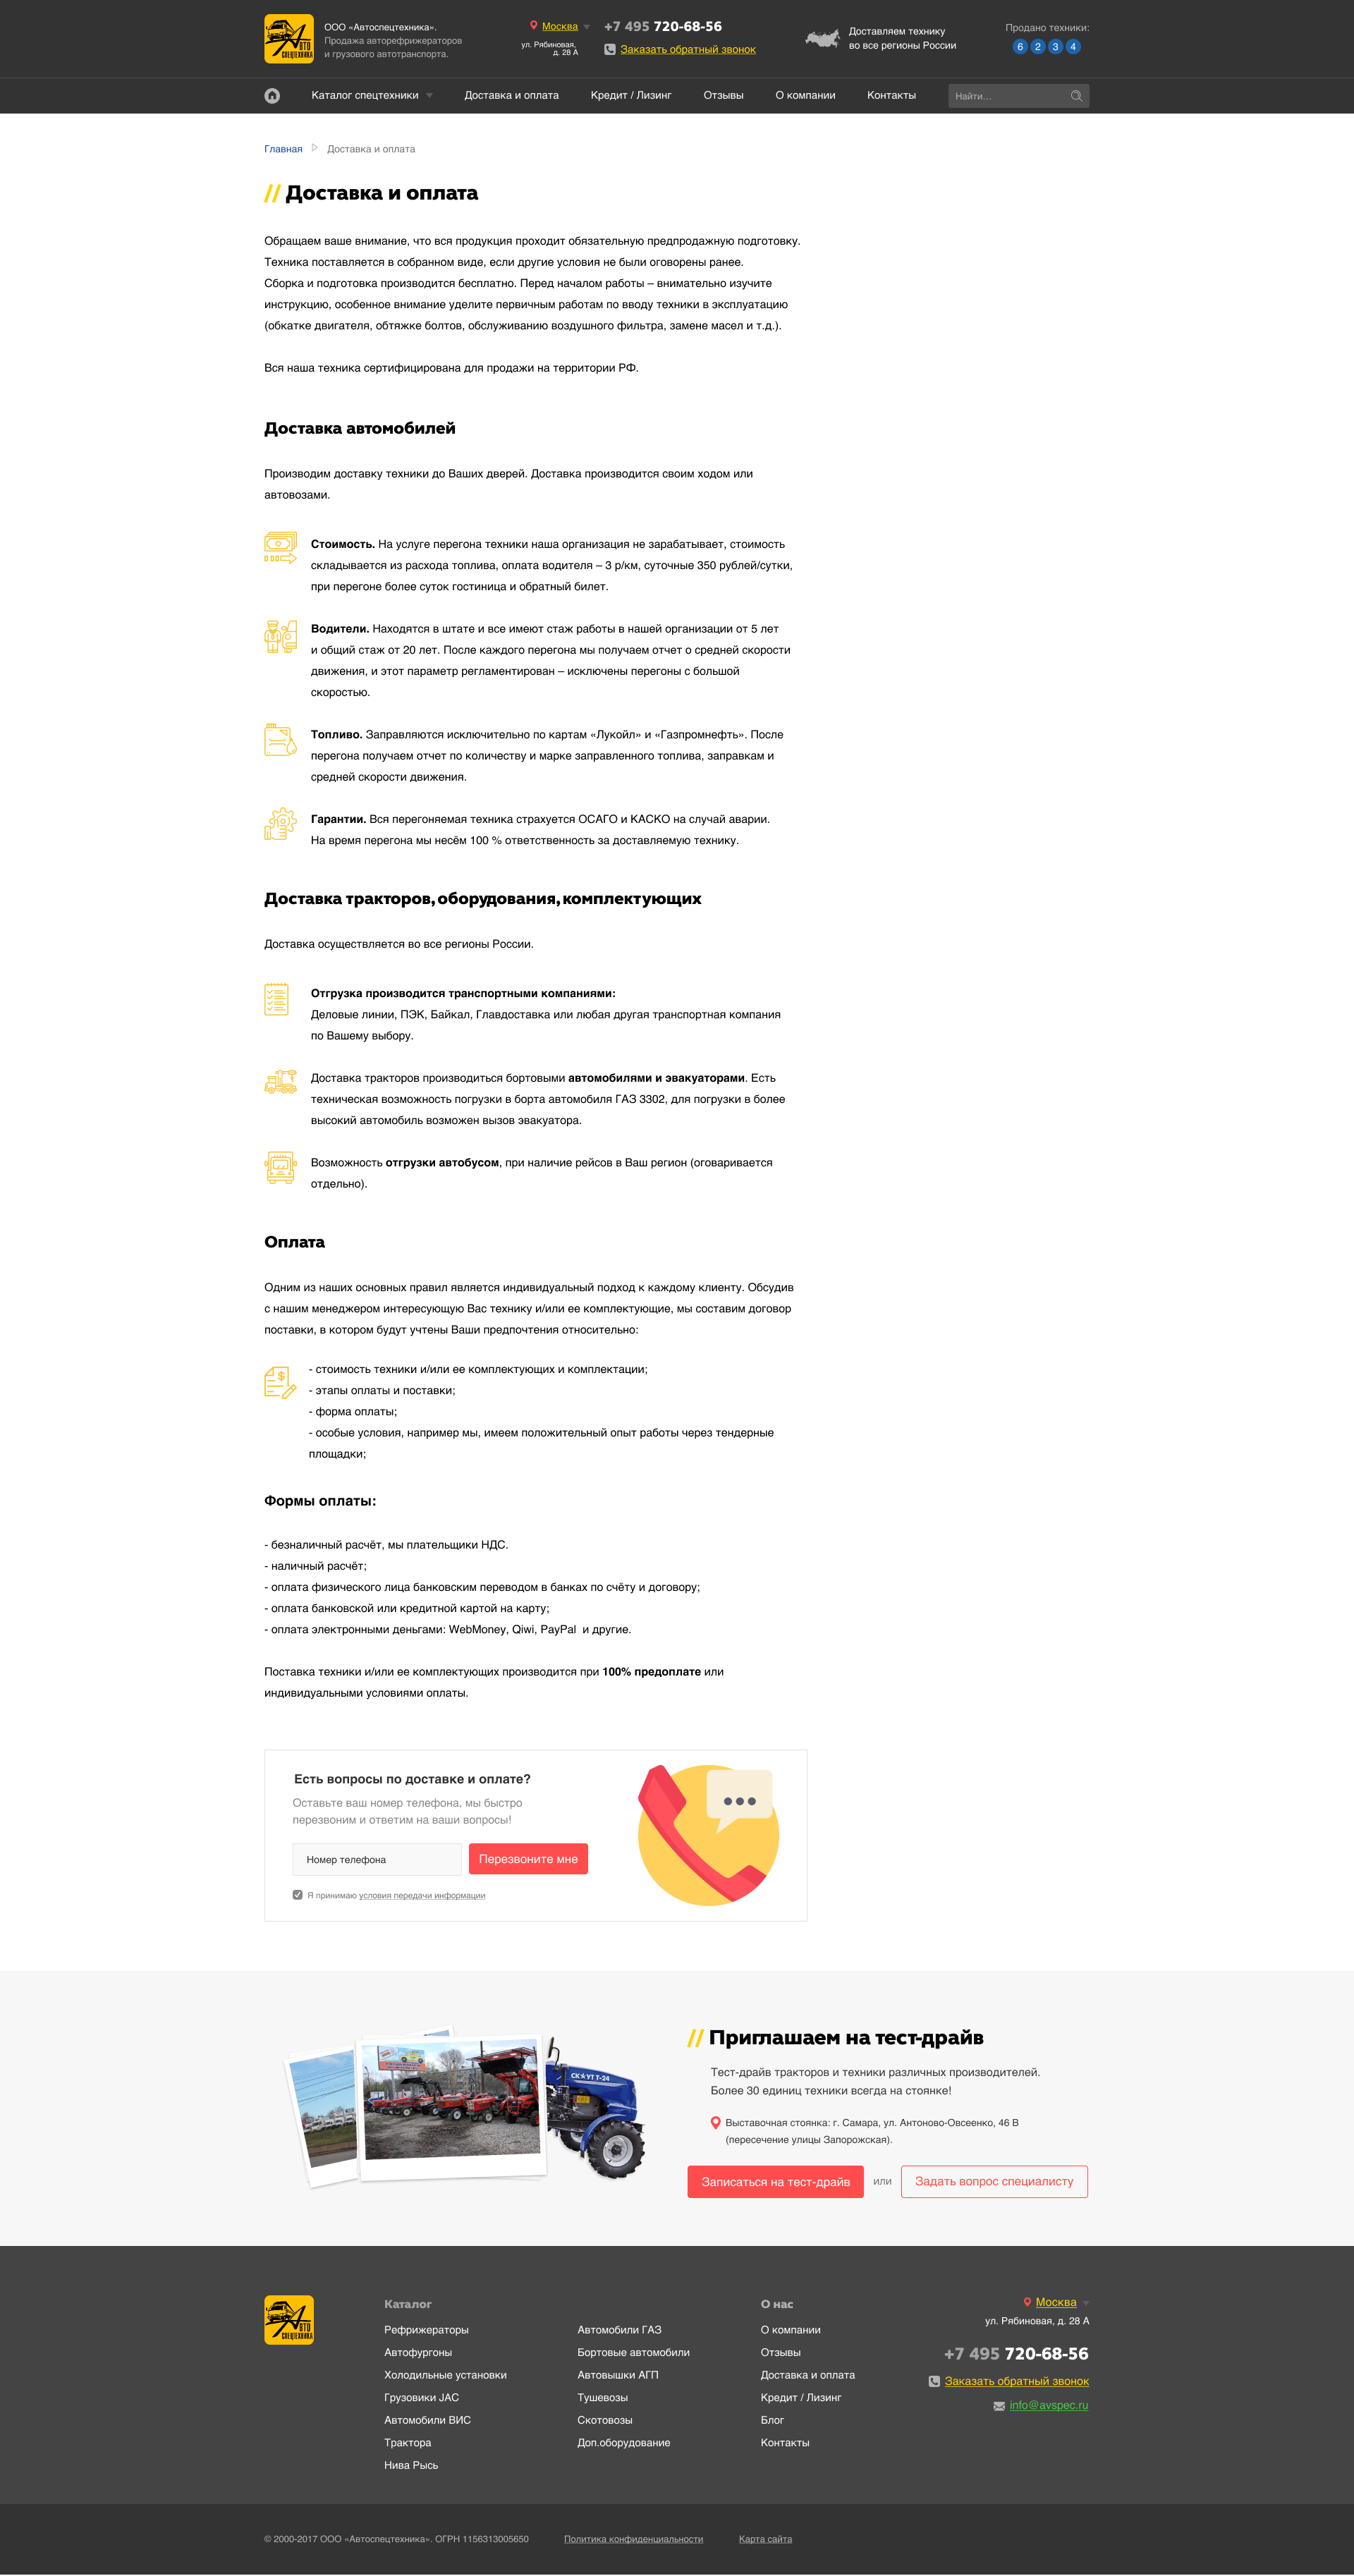 АВТО
СПЕЦТЕХНИКА
ООО «Автоспецтехника».
Продажа авторефрижераторов
и грузового автотранспорта.
Москва
ул. Рябиновая,
д. 28 А
+7 495 720-68-56
Заказать обратный звонок
Доставляем технику
во все регионы России
Продано техники:
6 2 3 4
Каталог спецтехники Доставка и оплата Кредит / Лизинг Отзывы О компании Контакты Найти...
Главная Доставка и оплата
// Доставка и оплата
Обращаем ваше внимание, что вся продукция проходит обязательную предпродажную подготовку.
Техника поставляется в собранном виде, если другие условия не были оговорены ранее.
Сборка и подготовка производится бесплатно. Перед началом работы – внимательно изучите
инструкцию, особенное внимание уделите первичным работам по вводу техники в эксплуатацию
(обкатке двигателя, обтяжке болтов, обслуживанию воздушного фильтра, замене масел и т.д.).
Вся наша техника сертифицирована для продажи на территории РФ.
Доставка автомобилей
Производим доставку техники до Ваших дверей. Доставка производится своим ходом или
автовозами.
Стоимость. На услуге перегона техники наша организация не зарабатывает, стоимость
складывается из расхода топлива, оплата водителя – 3 р/км, суточные 350 рублей/сутки,
при перегоне более суток гостиница и обратный билет.
Водители. Находятся в штате и все имеют стаж работы в нашей организации от 5 лет
и общий стаж от 20 лет. После каждого перегона мы получаем отчет о средней скорости
движения, и этот параметр регламентирован – исключены перегоны с большой
скоростью.
Топливо. Заправляются исключительно по картам «Лукойл» и «Газпромнефть». После
перегона получаем отчет по количеству и марке заправленного топлива, заправкам и
средней скорости движения.
Гарантии. Вся перегоняемая техника страхуется ОСАГО и КАСКО на случай аварии.
На время перегона мы несём 100 % ответственность за доставляемую технику.
Доставка тракторов, оборудования, комплектующих
Доставка осуществляется во все регионы России.
Отгрузка производится транспортными компаниями:
Деловые линии, ПЭК, Байкал, Главдоставка или любая другая транспортная компания
по Вашему выбору.
Доставка тракторов производиться бортовыми автомобилями и эвакуаторами. Есть
техническая возможность погрузки в борта автомобиля ГАЗ 3302, для погрузки в более
высокий автомобиль возможен вызов эвакуатора.
Возможность отгрузки автобусом, при наличие рейсов в Ваш регион (оговаривается
отдельно).
Оплата
Одним из наших основных правил является индивидуальный подход к каждому клиенту. Обсудив
с нашим менеджером интересующую Вас технику и/или ее комплектующие, мы составим договор
поставки, в котором будут учтены Ваши предпочтения относительно:
- стоимость техники и/или ее комплектующих и комплектации;
- этапы оплаты и поставки;
- форма оплаты;
- особые условия, например мы, имеем положительный опыт работы через тендерные
площадки;
Формы оплаты:
- безналичный расчёт, мы плательщики НДС.
- наличный расчёт;
- оплата физического лица банковским переводом в банках по счёту и договору;
- оплата банковской или кредитной картой на карту;
- оплата электронными деньгами: WebMoney, Qiwi, PayPal и другие.
Поставка техники и/или ее комплектующих производится при 100% предоплате или
индивидуальными условиями оплаты.
Есть вопросы по доставке и оплате?
Оставьте ваш номер телефона, мы быстро
перезвоним и ответим на ваши вопросы!
Номер телефона
Перезвоните мне
Я принимаю условия передачи информации
СКАУТ Т-24
// Приглашаем на тест-драйв
Тест-драйв тракторов и техники различных производителей.
Более 30 единиц техники всегда на стоянке!
Выставочная стоянка: г. Самара, ул. Антоново-Овсеенко, 46 В
(пересечение улицы Запорожская).
Записаться на тест-драйв
или
Задать вопрос специалисту
АВТО
СПЕЦТЕХНИКА
Каталог
Рефрижераторы
Автофургоны
Холодильные установки
Грузовики JAC
Автомобили ВИС
Трактора
Нива Рысь
Автомобили ГАЗ
Бортовые автомобили
Автовышки АГП
Тушевозы
Скотовозы
Доп.оборудование
О нас
О компании
Отзывы
Доставка и оплата
Кредит / Лизинг
Блог
Контакты
Москва
ул. Рябиновая, д. 28 А
+7 495 720-68-56
Заказать обратный звонок
info@avspec.ru
© 2000-2017 ООО «Автоспецтехника». ОГРН 1156313005650
Политика конфиденциальности
Карта сайта